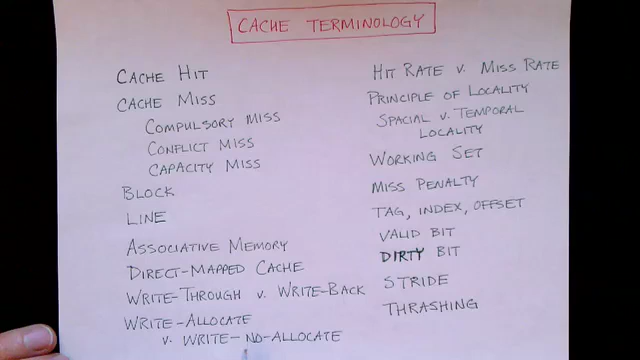 CACHE TERMINOLOGY
CACHE HIT
CACHE MISS
COMPULSORY MISS
CONFLICT MISS
CAPACITY MISS
BLOCK
LINE
ASSOCIATIVE MEMORY
DIRECT-MAPPED CACHE
WRITE-THROUGH V. WRITE-BACK
WRITE-ALLOCATE
V. WRITE-NO-ALLOCATE
HIT RATE V. MISS RATE
PRINCIPLE OF LOCALITY
SPACIAL V. TEMPORAL
LOCALITY
WORKING SET
MISS PENALTY
TAG, INDEX, OFFSET
VALID BIT
DIRTY BIT
STRIDE
THRASHING